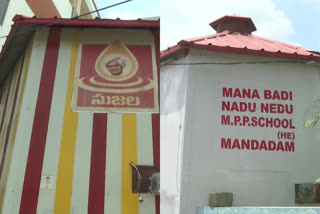 సుజల
MANA BADI
NADU NEDU
M.P.P.SCHOOL
(HE)
MANDADAM